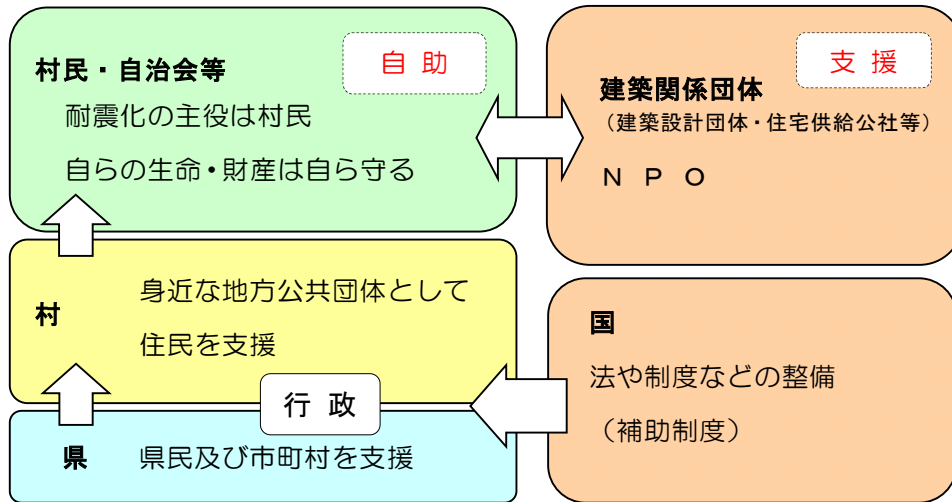 村民・自治会等
自 助
耐震化の主役は村民
自らの生命・財産は自ら守る
支 援
建築関係団体
（建築設計団体・住宅供給公社等）
ＮＰＯ
村
身近な地方公共団体として
住民を支援
行 政
県
県民及び市町村を支援
国
法や制度などの整備
（補助制度）